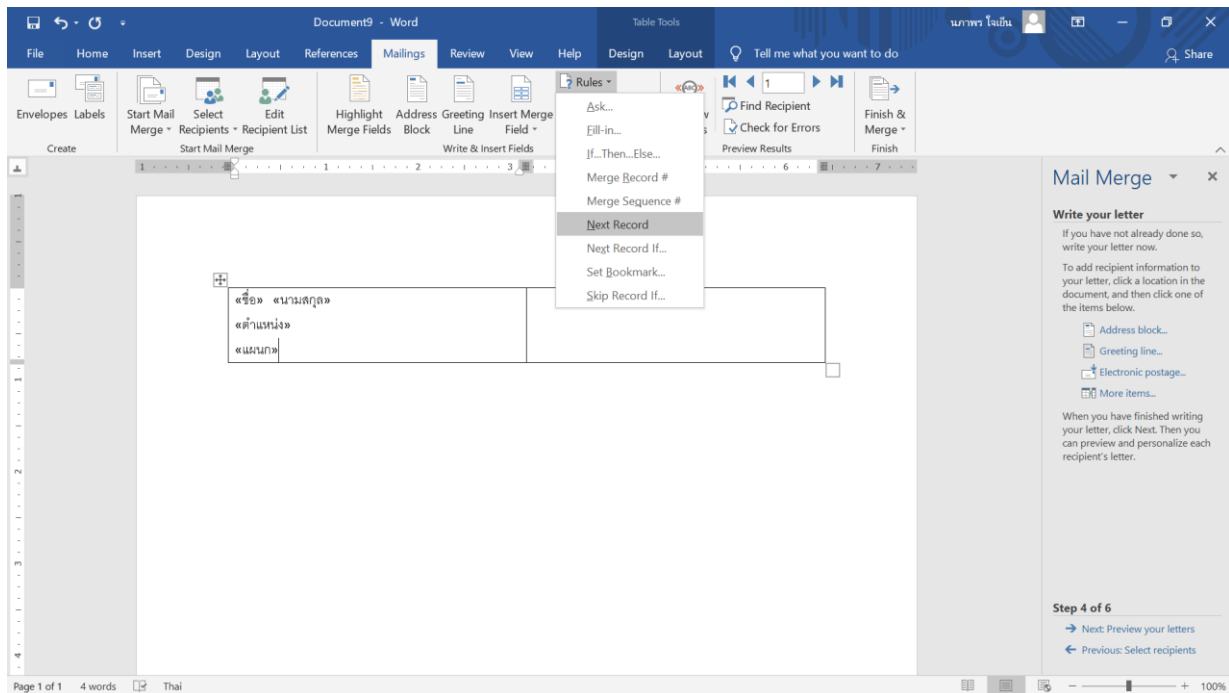 Document9 - Word
Table Tools
นภาพร ใจเย็น
File Home Insert Design Layout References Mailings Review View Help Design Layout Tell me what you want to do Share
Envelopes Labels
Create
Start Mail Merge
Select Recipients
Edit Recipient List
Start Mail Merge
Highlight Merge Fields
Address Block
Greeting Line
Insert Merge Field
Write & Insert Fields
Rules
Ask...
Fill-in...
If...Then...Else...
Merge Record #
Merge Sequence #
Next Record
Next Record If...
Set Bookmark...
Skip Record If...
«ABC»
1
Find Recipient
Check for Errors
Preview Results
Finish & Merge
Finish
1 1 2 3 6 7
«ชื่อ» «นามสกุล»
«ตำแหน่ง»
«แผนก»
Mail Merge
Write your letter
If you have not already done so,
write your letter now.
To add recipient information to
your letter, click a location in the
document, and then click one of
the items below.
Address block...
Greeting line...
Electronic postage...
More items...
When you have finished writing
your letter, click Next. Then you
can preview and personalize each
recipient's letter.
Step 4 of 6
Next: Preview your letters
Previous: Select recipients
Page 1 of 1 4 words Thai 100%